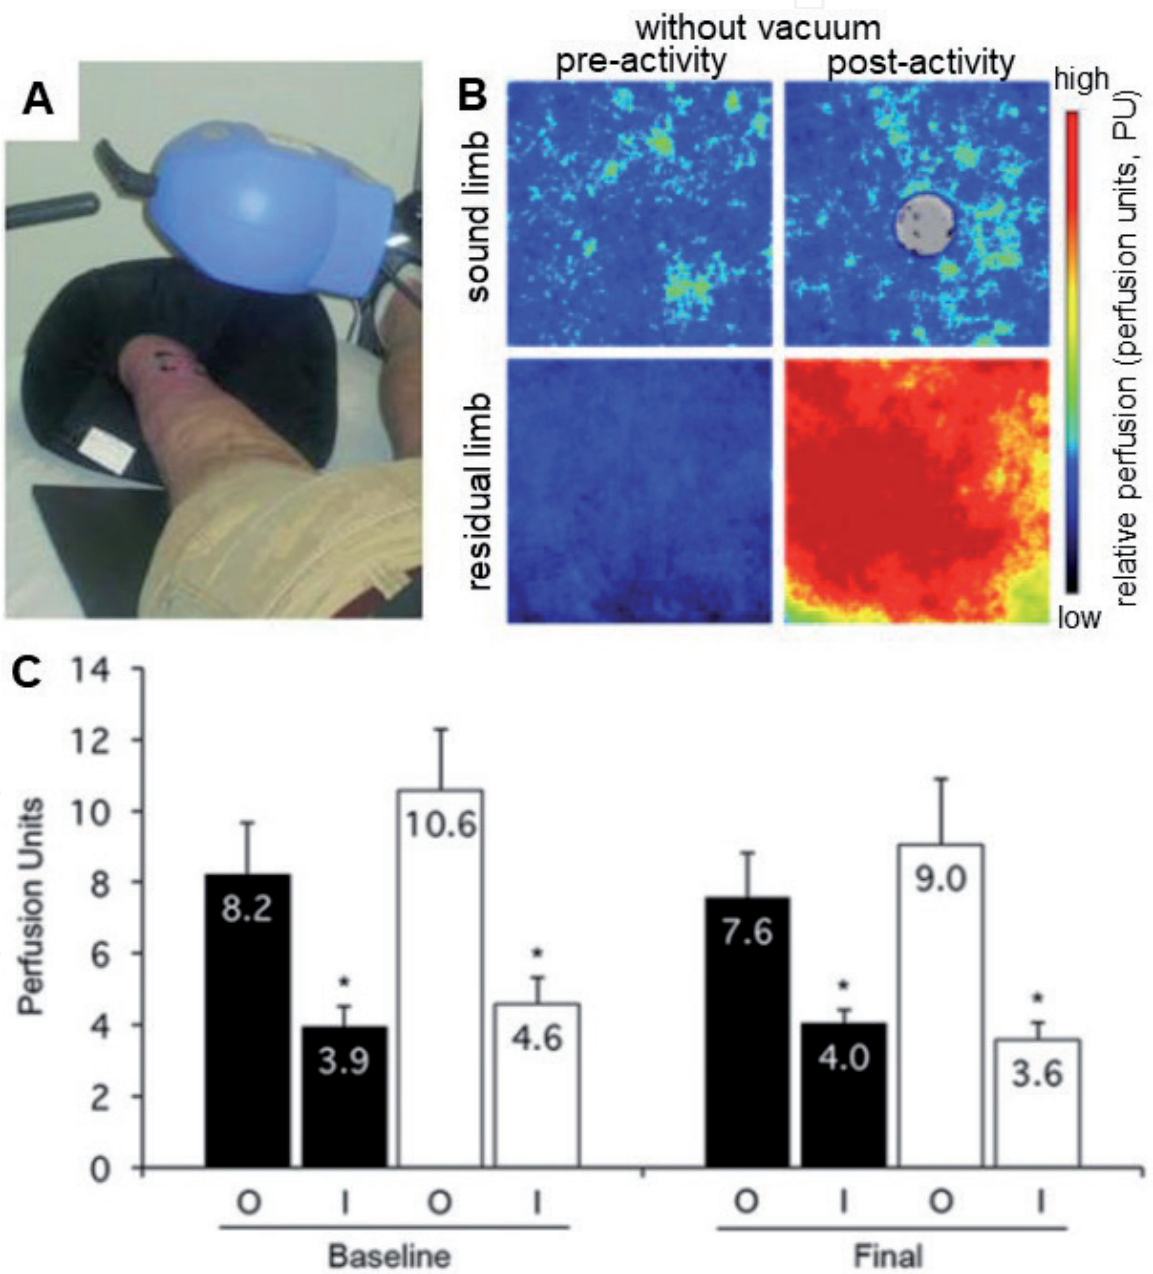 A
B
without vacuum
pre-activity post-activity
sound limb
residual limb
high
low
relative perfusion (perfusion units, PU)
C
Perfusion Units
14
12
10
8
6
4
2
0
8.2
*
3.9
10.6
*
4.6
7.6
*
4.0
9.0
*
3.6
O I O I O I O I
Baseline Final